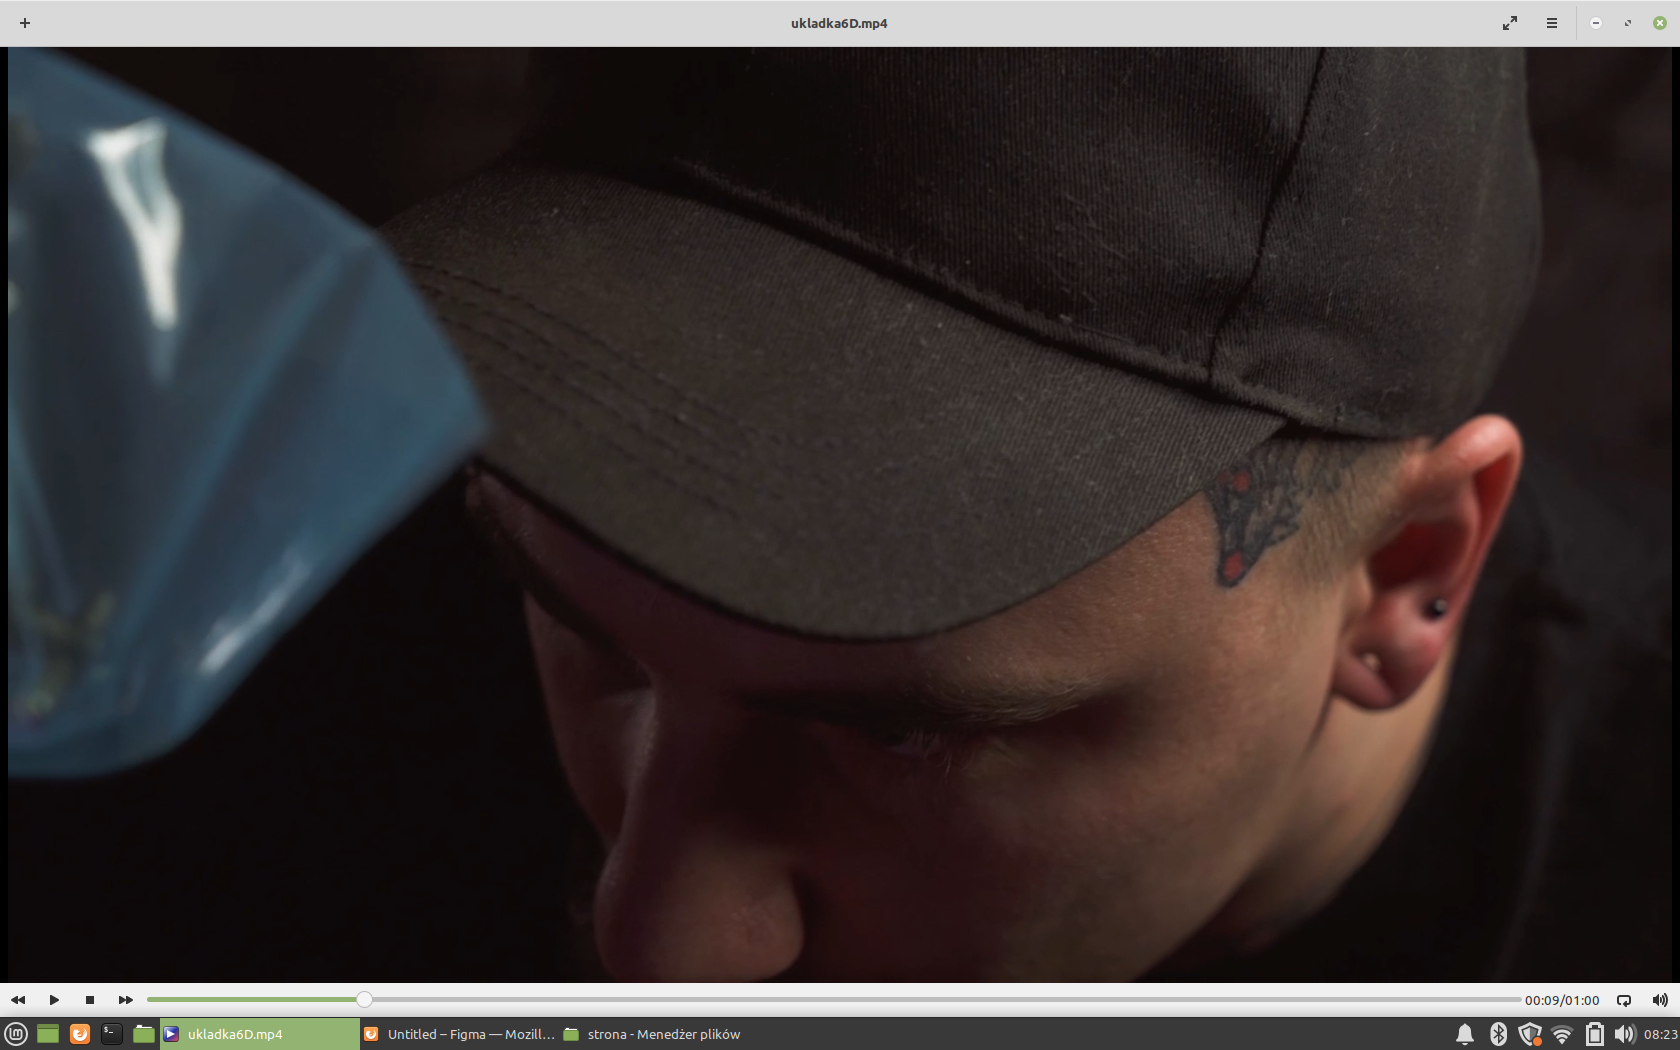 ukladka6D.mp4
00:09/01:00
ukladka6D.mp4
Untitled – Figma — Mozill...
strona - Menedżer plików
08:23